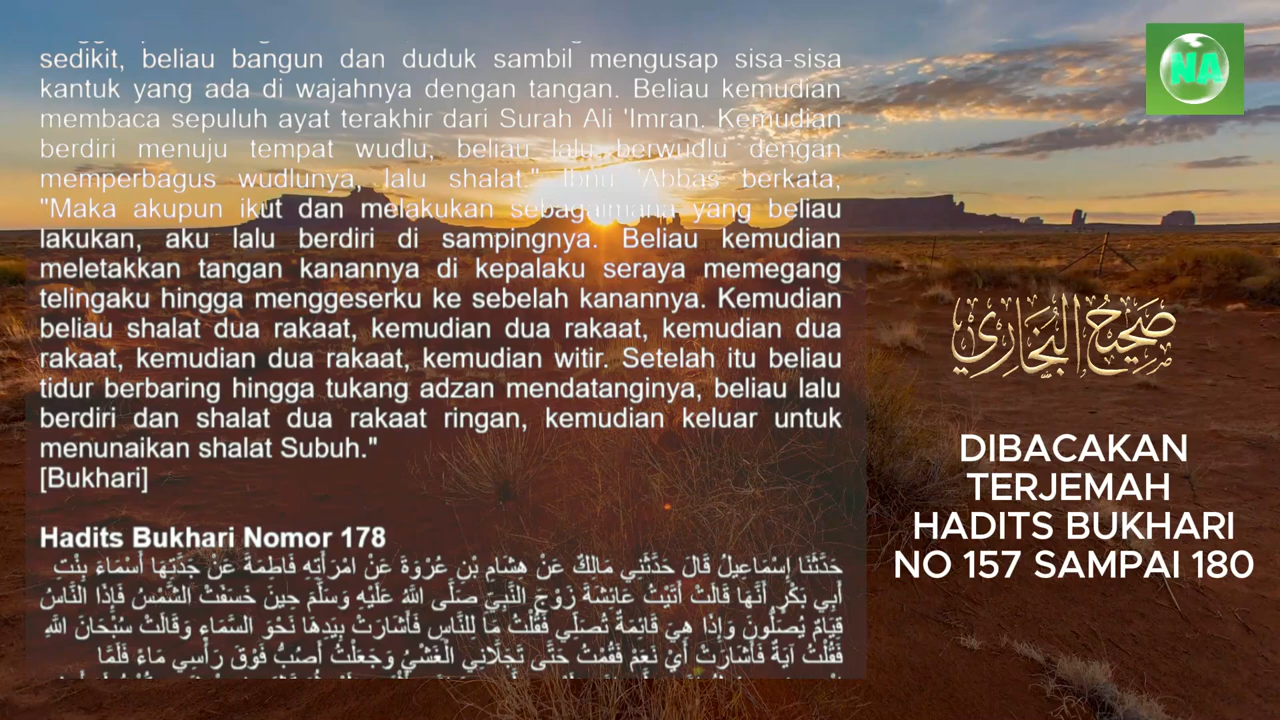 sedikit, beliau bangun dan duduk sambil mengusap sisa-sisa
kantuk yang ada di wajahnya dengan tangan. Beliau kemudian
membaca sepuluh ayat terakhir dari Surah Ali 'Imran. Kemudian
berdiri menuju tempat wudlu, beliau lalu berwudlu dengan
memperbagus wudlunya, lalu shalat." Ibnu 'Abbas berkata,
"Maka akupun ikut dan melakukan sebagaimana yang beliau
lakukan, aku lalu berdiri di sampingnya. Beliau kemudian
meletakkan tangan kanannya di kepalaku seraya memegang
telingaku hingga menggeserku ke sebelah kanannya. Kemudian
beliau shalat dua rakaat, kemudian dua rakaat, kemudian dua
rakaat, kemudian dua rakaat, kemudian witir. Setelah itu beliau
tidur berbaring hingga tukang adzan mendatanginya, beliau lalu
berdiri dan shalat dua rakaat ringan, kemudian keluar untuk
menunaikan shalat Subuh."
[Bukhari]
Hadits Bukhari Nomor 178
حَدَّثَنَا إِسْمَاعِيلُ قَالَ حَدَّثَنِي مَالِكٌ عَنْ هِشَامِ بْنِ عُرْوَةَ عَنْ امْرَأَتِهِ فَاطِمَةَ عَنْ جَدَّتِهَا أَسْمَاءَ بِنْتِ
أَبِي بَكْرٍ أَنَّهَا قَالَتْ أَتَيْتُ عَائِشَةَ زَوْجَ النَّبِيِّ صَلَّى اللَّهُ عَلَيْهِ وَسَلَّمَ حِينَ خَسَفَتْ الشَّمْسُ فَإِذَا النَّاسُ
قِيَامٌ يُصَلُّونَ وَإِذَا هِيَ قَائِمَةٌ تُصَلِّي فَقُلْتُ مَا لِلنَّاسِ فَأَشَارَتْ بِيَدِهَا نَحْوَ السَّمَاءِ وَقَالَتْ سُبْحَانَ اللَّهِ
فَقُلْتُ آيَةٌ فَأَشَارَتْ أَيْ نَعَمْ فَقُمْتُ حَتَّى تَجَلَّانِي الْغَشْيُ وَجَعَلْتُ أَصُبُّ فَوْقَ رَأْسِي مَاءً فَلَمَّا
NA
صَحِيحُ الْبُخَارِيِّ
DIBACAKAN
TERJEMAH
HADITS BUKHARI
NO 157 SAMPAI 180